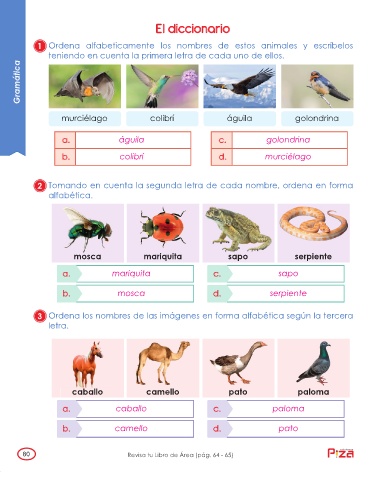 El diccionario
Gramática
1 Ordena alfabeticamente los nombres de estos animales y escríbelos
teniendo en cuenta la primera letra de cada uno de ellos.
murciélago colibrí águila golondrina
a. águila c. golondrina
b. colibrí d. murciélago
2 Tomando en cuenta la segunda letra de cada nombre, ordena en forma
alfabética.
mosca mariquita sapo serpiente
a. mariquita c. sapo
b. mosca d. serpiente
3 Ordena los nombres de las imágenes en forma alfabética según la tercera
letra.
caballo camello pato paloma
a. caballo c. paloma
b. camello d. pato
80 Revisa tu Libro de Área (pág. 64 - 65)